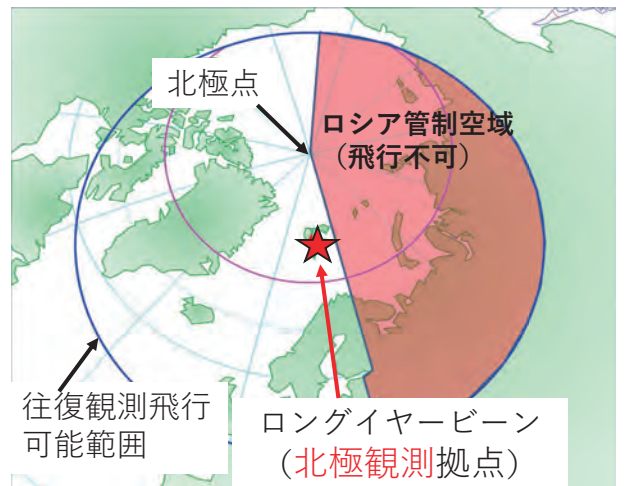 北極点
ロシア管制空域
（飛行不可）
往復観測飛行
可能範囲
ロングイヤービーン
(北極観測拠点)